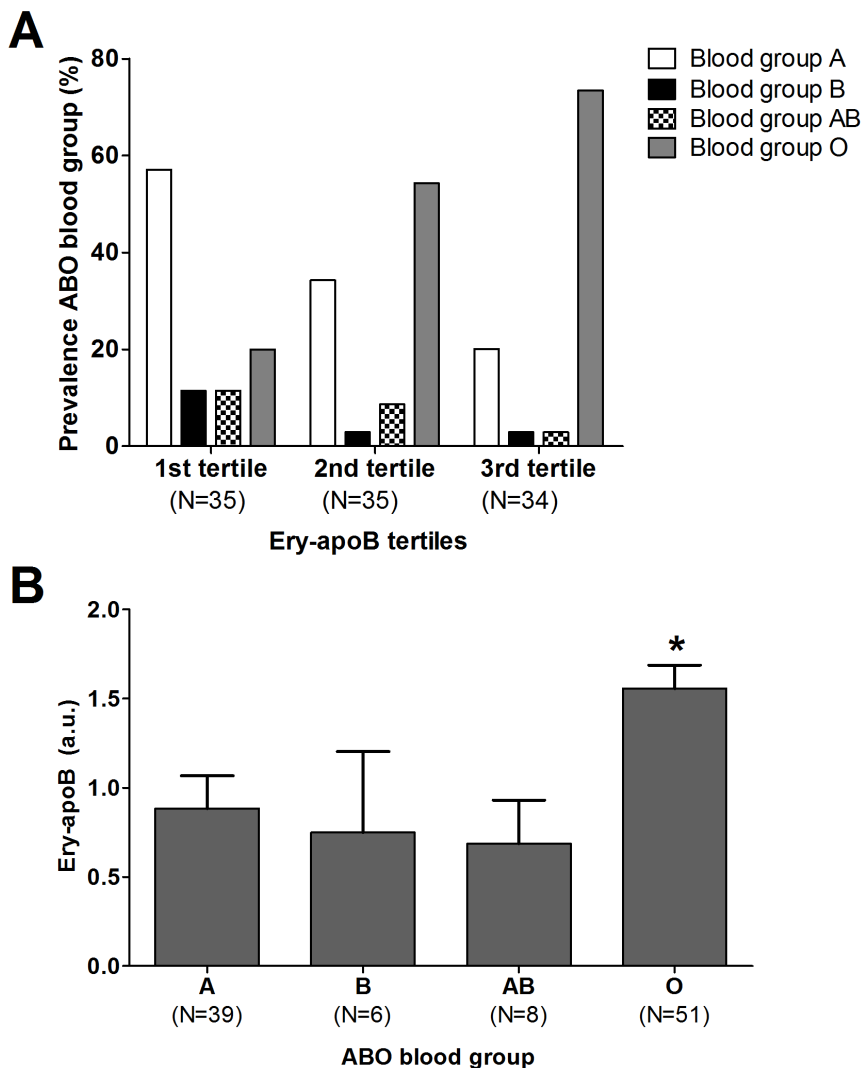 A
Prevalence ABO blood group (%)
80
60
40
20
0
Blood group A
Blood group B
Blood group AB
Blood group O
1st tertile 2nd tertile 3rd tertile
(N=35) (N=35) (N=34)
Ery-apoB tertiles
B
Ery-apoB (a.u.)
2.0
1.5
1.0
0.5
0.0
*
A B AB O
(N=39) (N=6) (N=8) (N=51)
ABO blood group